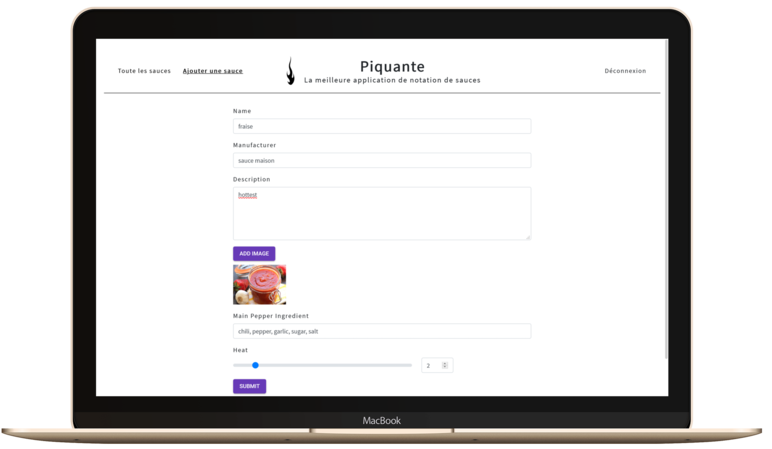 Toute les sauces
Ajouter une sauce
Piquante
La meilleure application de notation de sauces
Déconnexion
Name
fraise
Manufacturer
sauce maison
Description
hottest
ADD IMAGE
Main Pepper Ingredient
chili, pepper, garlic, sugar, salt
Heat
2
SUBMIT
MacBook